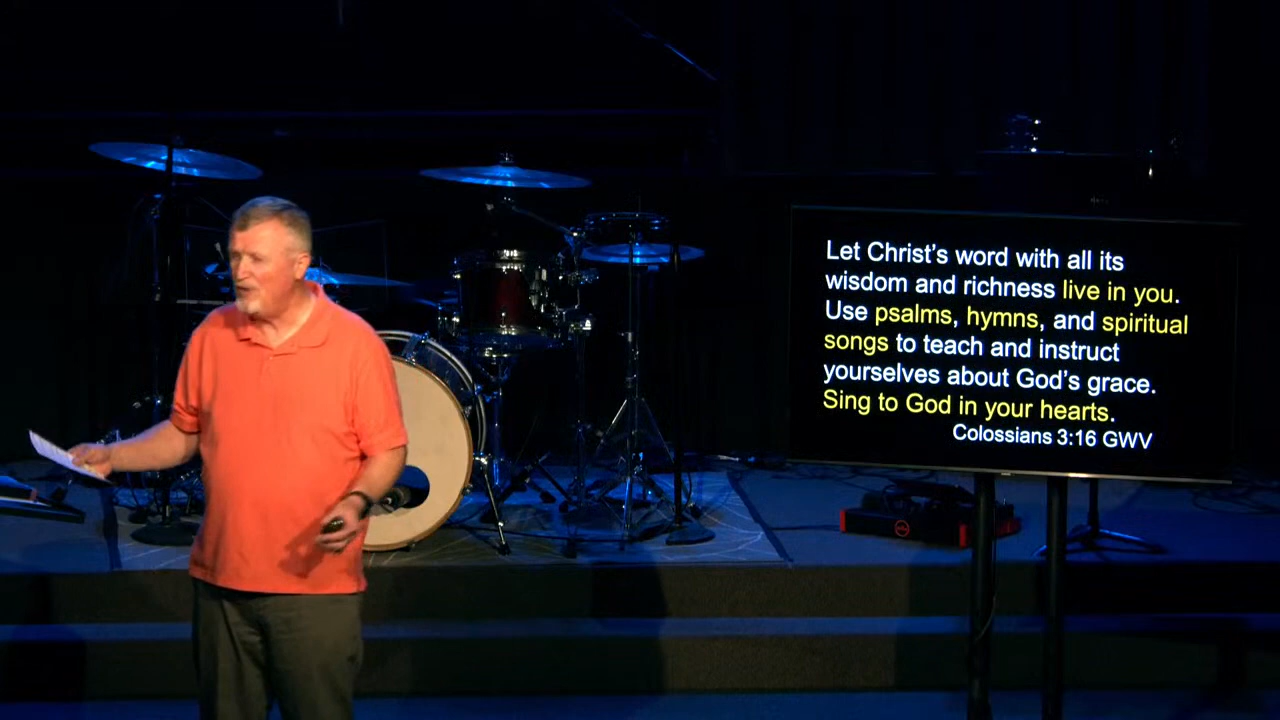 Let Christ's word with all its
wisdom and richness live in you.
Use psalms, hymns, and spiritual
songs to teach and instruct
yourselves about God's grace.
Sing to God in your hearts.
Colossians 3:16 GWV